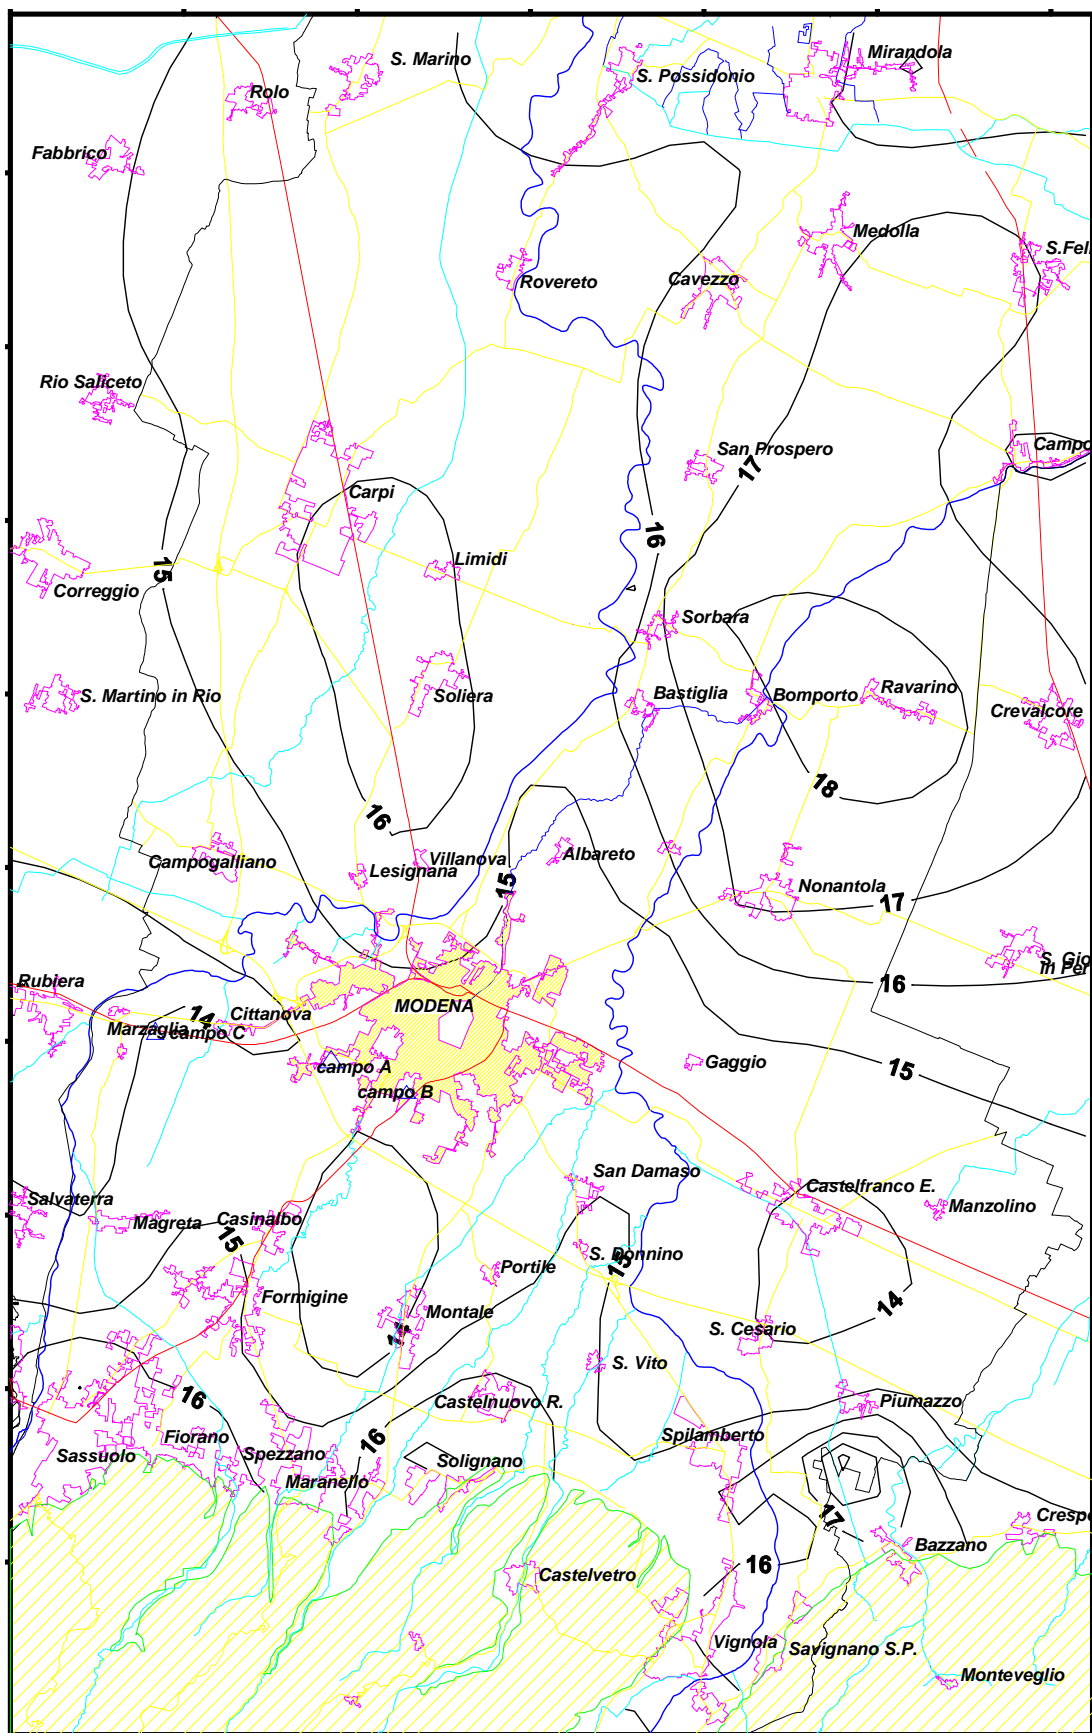 S. Marino
Mirandola
S. Possidonio
Rolo
Fabbrico
Medolla
S.Fel
Rovereto
Cavezzo
Rio Saliceto
Campo
San Prospero
17
Carpi
16
15
Limidi
Correggio
Sorbara
S. Martino in Rio
Soliera
Bastiglia
Bomporto
Ravarino
Crevalcore
18
16
Campogalliano
Lesignana
Villanova
Albareto
15
Nonantola
17
S. Gio
in Per
Rubiera
16
MODENA
14
Cittanova
Marzaglia
campo C
campo A
campo B
Gaggio
15
San Damaso
Castelfranco E.
Salvaterra
Magreta
Casinalbo
Manzolino
15
S. Donnino
15
Portile
Formigine
Montale
14
14
S. Cesario
S. Vito
16
Castelnuovo R.
Piumazzo
Fiorano
16
Spilamberto
Sassuolo
Spezzano
Solignano
Maranello
17
Crespe
Bazzano
16
Castelvetro
Vignola
Savignano S.P.
Monteveglio